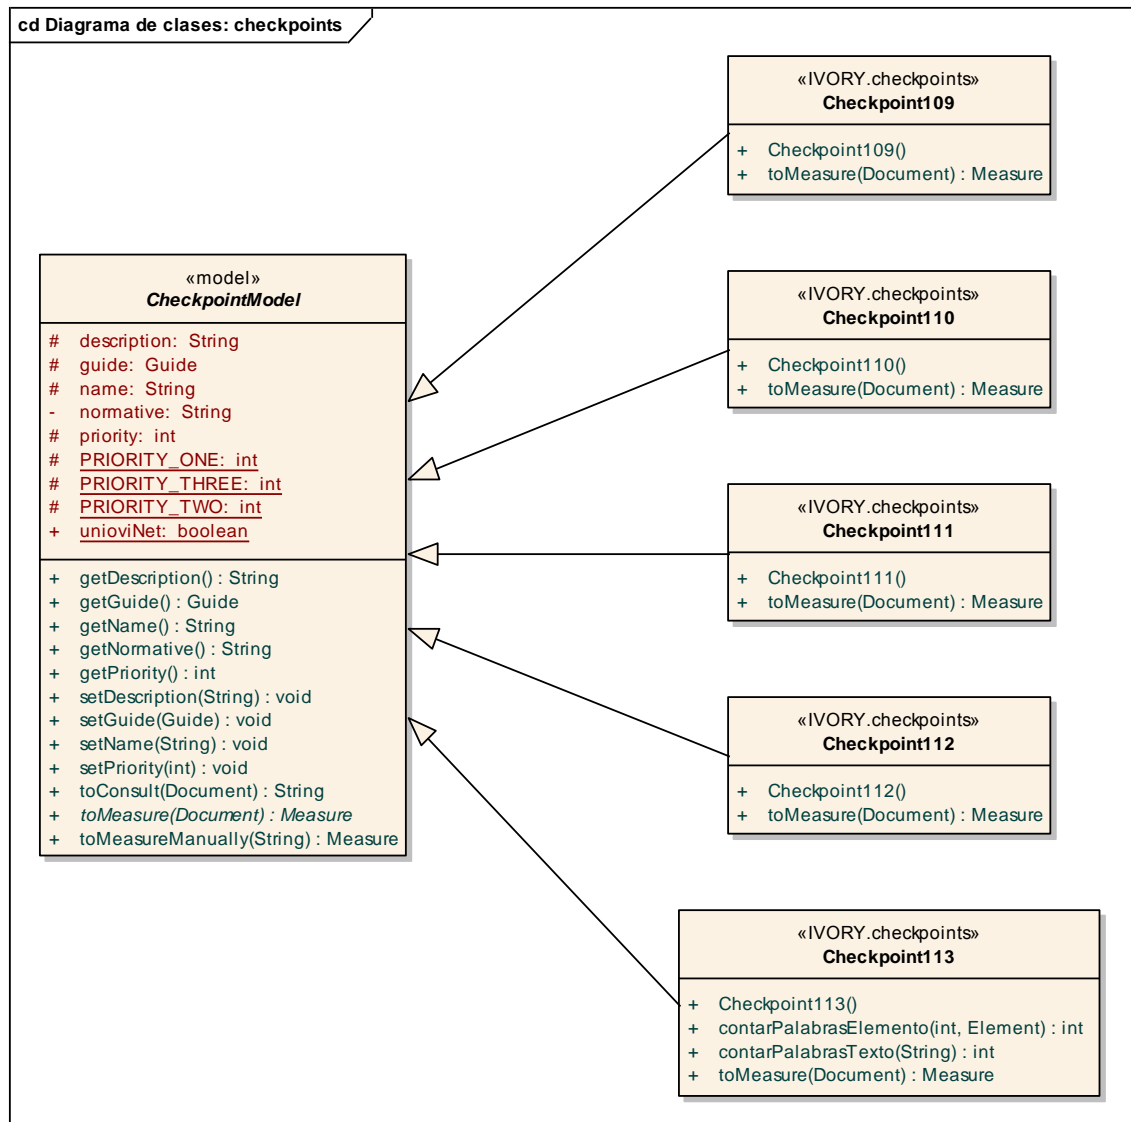 cd Diagrama de clases: checkpoints
«model»
CheckpointModel
# description: String
# guide: Guide
# name: String
- normative: String
# priority: int
# PRIORITY_ONE: int
# PRIORITY_THREE: int
# PRIORITY_TWO: int
+ unioviNet: boolean
+ getDescription() : String
+ getGuide() : Guide
+ getName() : String
+ getNormative() : String
+ getPriority() : int
+ setDescription(String) : void
+ setGuide(Guide) : void
+ setName(String) : void
+ setPriority(int) : void
+ toConsult(Document) : String
+ toMeasure(Document) : Measure
+ toMeasureManually(String) : Measure
«IVORY.checkpoints»
Checkpoint109
+ Checkpoint109()
+ toMeasure(Document) : Measure
«IVORY.checkpoints»
Checkpoint110
+ Checkpoint110()
+ toMeasure(Document) : Measure
«IVORY.checkpoints»
Checkpoint111
+ Checkpoint111()
+ toMeasure(Document) : Measure
«IVORY.checkpoints»
Checkpoint112
+ Checkpoint112()
+ toMeasure(Document) : Measure
«IVORY.checkpoints»
Checkpoint113
+ Checkpoint113()
+ contarPalabrasElemento(int, Element) : int
+ contarPalabrasTexto(String) : int
+ toMeasure(Document) : Measure